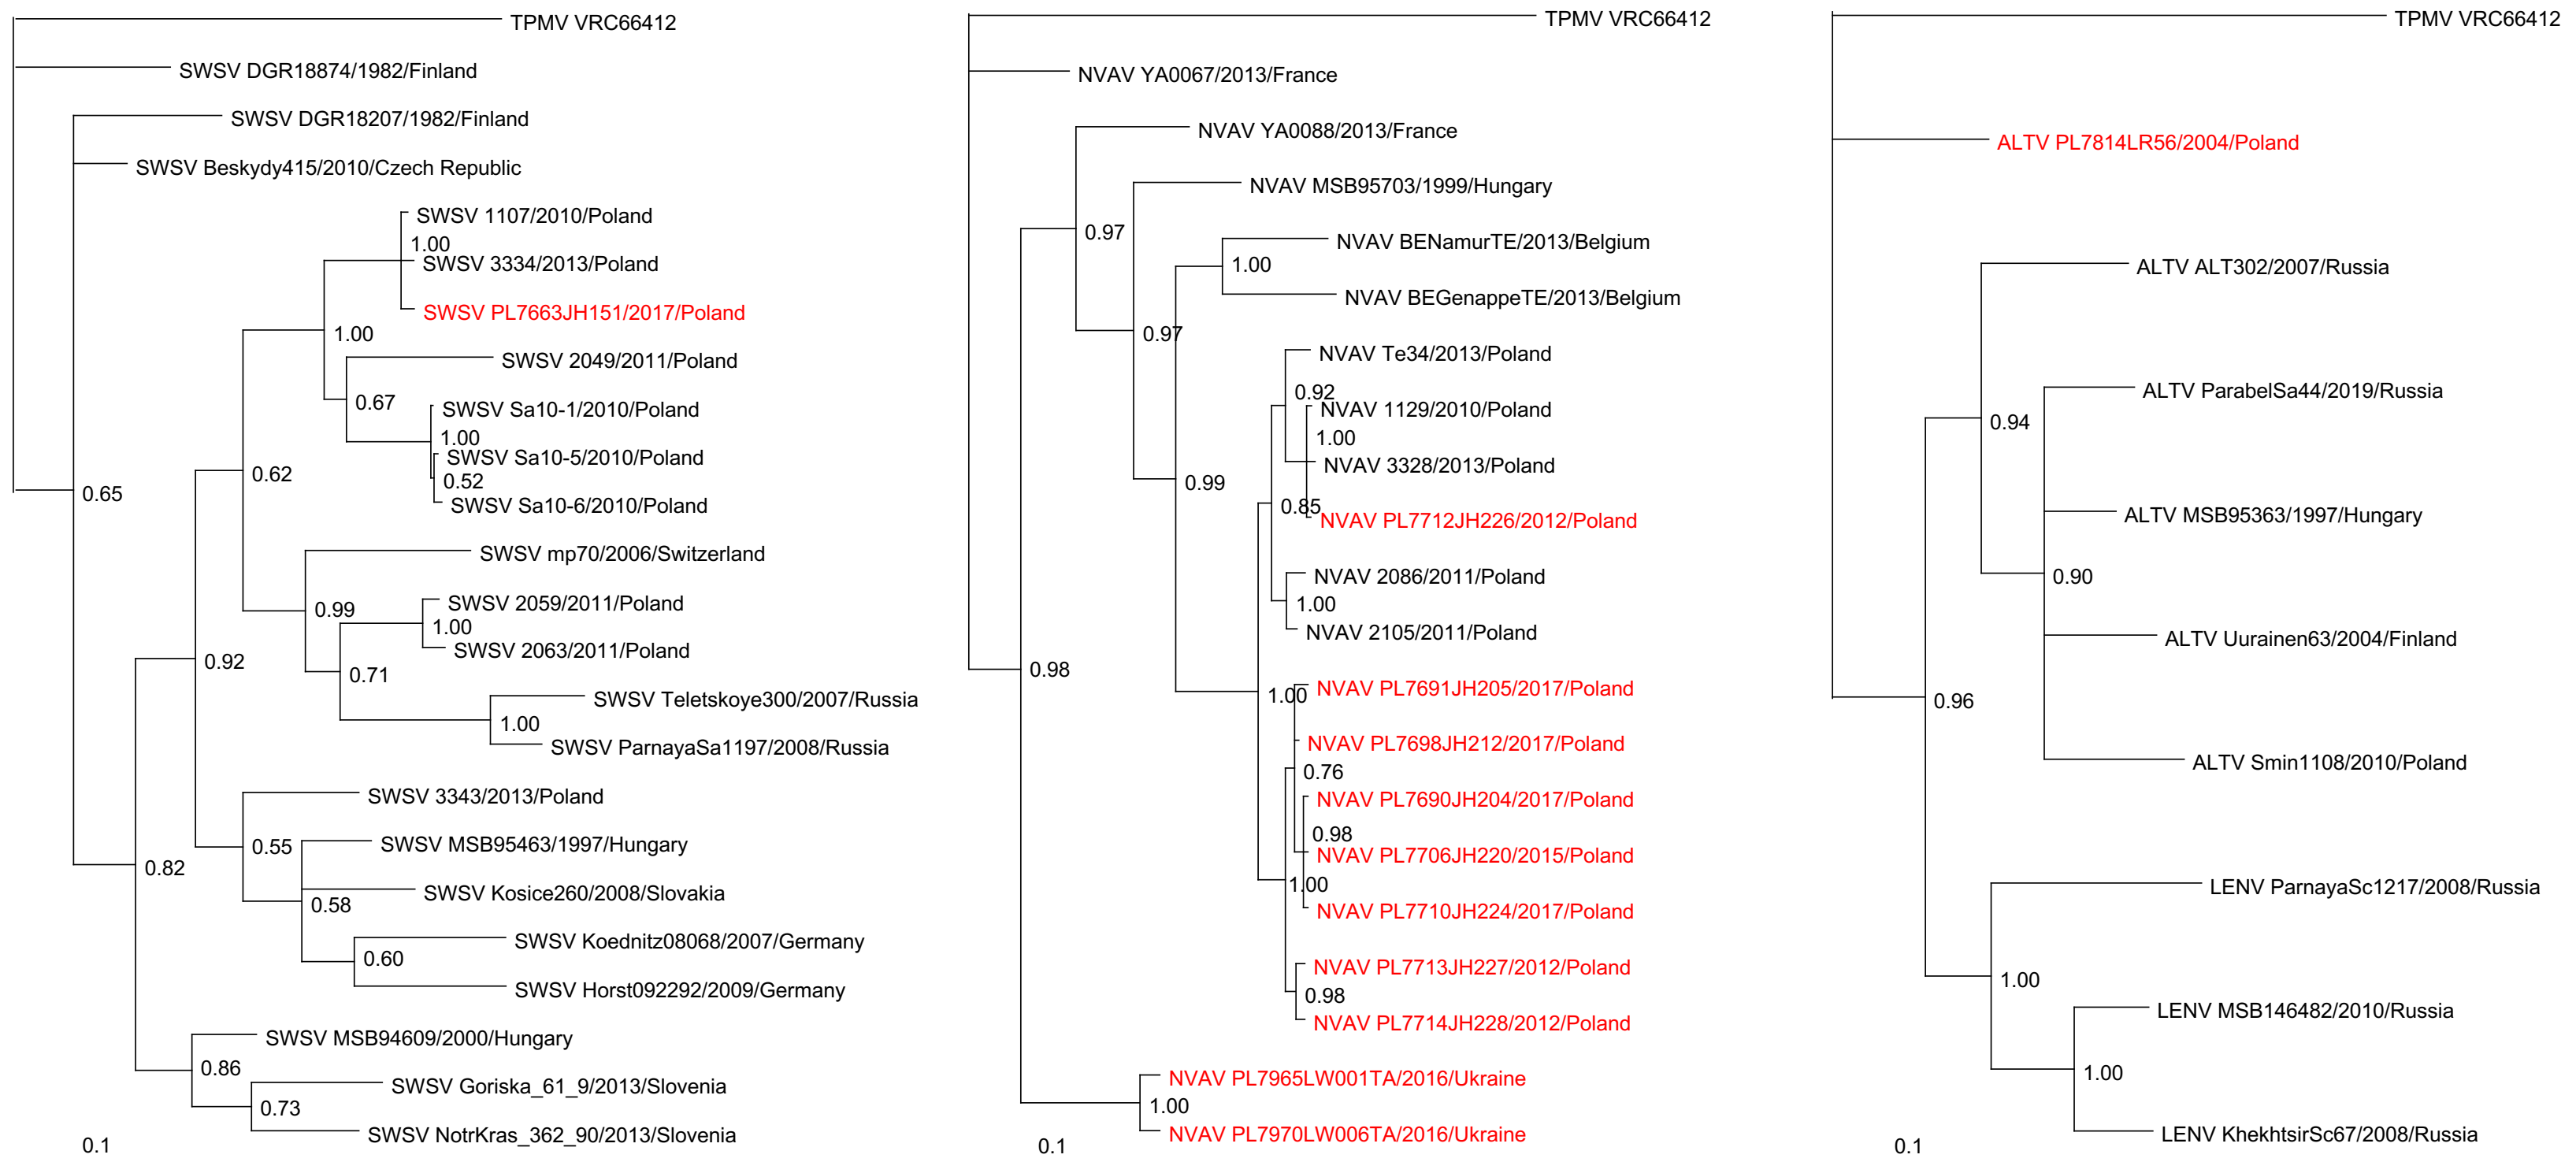 TPMV VRC66412
SWSV DGR18874/1982/Finland
SWSV DGR18207/1982/Finland
SWSV Beskydy415/2010/Czech Republic
SWSV 1107/2010/Poland
1.00
SWSV 3334/2013/Poland
SWSV PL7663JH151/2017/Poland
1.00
SWSV 2049/2011/Poland
0.67
SWSV Sa10-1/2010/Poland
1.00
SWSV Sa10-5/2010/Poland
0.62
0.52
0.65
SWSV Sa10-6/2010/Poland
SWSV mp70/2006/Switzerland
SWSV 2059/2011/Poland
0.99
1.00
SWSV 2063/2011/Poland
0.92
0.71
SWSV Teletskoye300/2007/Russia
1.00
SWSV ParnayaSa1197/2008/Russia
SWSV 3343/2013/Poland
SWSV MSB95463/1997/Hungary
0.55
0.82
SWSV Kosice260/2008/Slovakia
0.58
SWSV Koednitz08068/2007/Germany
0.60
SWSV Horst092292/2009/Germany
SWSV MSB94609/2000/Hungary
0.86
SWSV Goriska_61_9/2013/Slovenia
0.73
SWSV NotrKras_362_90/2013/Slovenia
0.1
TPMV VRC66412
NVAV YA0067/2013/France
NVAV YA0088/2013/France
NVAV MSB95703/1999/Hungary
0.97
NVAV BENamurTE/2013/Belgium
1.00
NVAV BEGenappeTE/2013/Belgium
0.97
NVAV Te34/2013/Poland
0.92
NVAV 1129/2010/Poland
1.00
NVAV 3328/2013/Poland
0.99
0.85
NVAV PL7712JH226/2012/Poland
NVAV 2086/2011/Poland
1.00
NVAV 2105/2011/Poland
0.98
NVAV PL7691JH205/2017/Poland
1.00
NVAV PL7698JH212/2017/Poland
0.76
NVAV PL7690JH204/2017/Poland
0.98
NVAV PL7706JH220/2015/Poland
1.00
NVAV PL7710JH224/2017/Poland
NVAV PL7713JH227/2012/Poland
0.98
NVAV PL7714JH228/2012/Poland
NVAV PL7965LW001TA/2016/Ukraine
1.00
NVAV PL7970LW006TA/2016/Ukraine
0.1
TPMV VRC66412
ALTV PL7814LR56/2004/Poland
ALTV ALT302/2007/Russia
ALTV ParabelSa44/2019/Russia
0.94
ALTV MSB95363/1997/Hungary
0.90
ALTV Uurainen63/2004/Finland
0.96
ALTV Smin1108/2010/Poland
LENV ParnayaSc1217/2008/Russia
1.00
LENV MSB146482/2010/Russia
1.00
LENV KhekhtsirSc67/2008/Russia
0.1